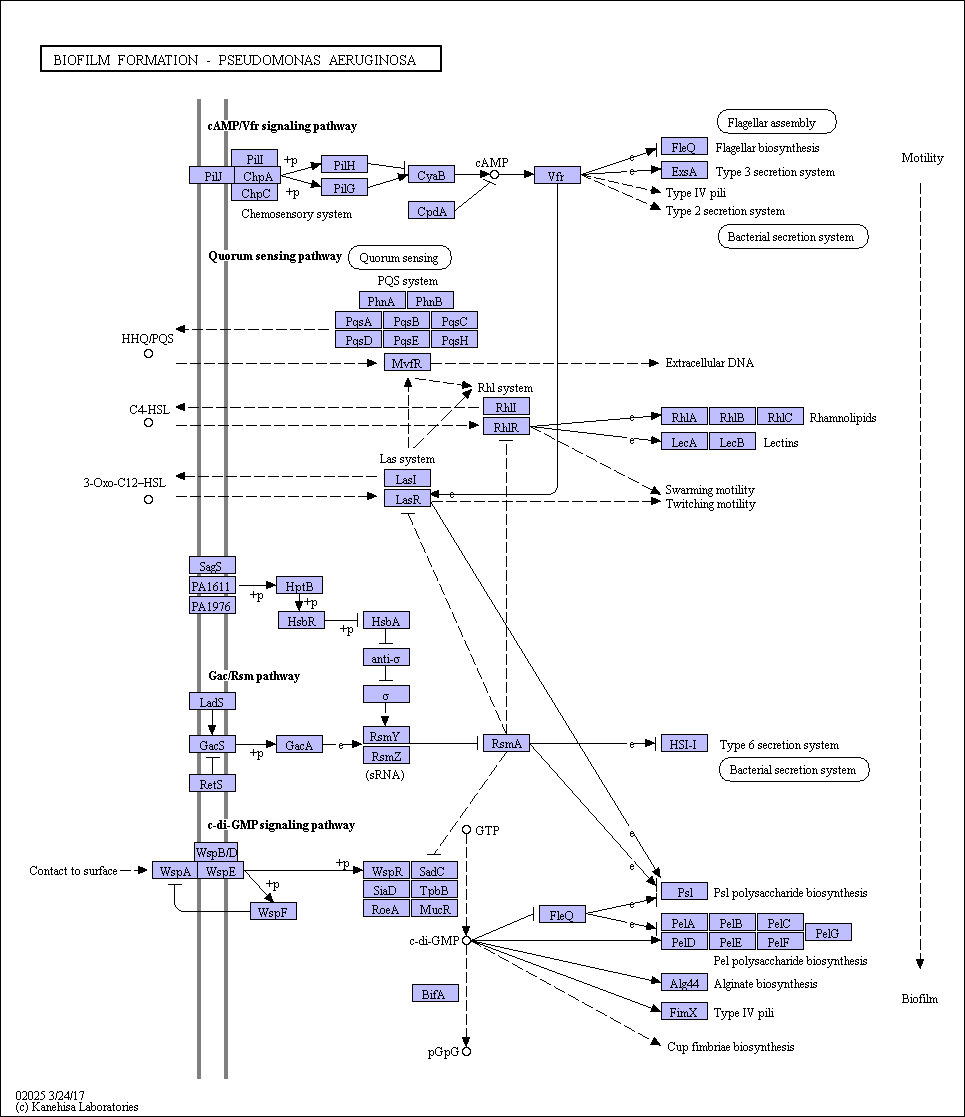 BIOFILM FORMATION - PSEUDOMONAS AERUGINOSA
cAMP/Vfr signaling pathway
Flagellar assembly
PilI
+p
PilH
cAMP
FleQ
e
Flagellar biosynthesis
Motility
PilJ
ChpA
CyaB
Vfr
ExsA
e
Type 3 secretion system
ChpC
+p
PilG
Type IV pili
Chemosensory system
CpdA
Type 2 secretion system
Bacterial secretion system
Quorum sensing pathway
Quorum sensing
PQS system
PhnA
PhnB
PqsA
PqsB
PqsC
HHQ/PQS
PqsD
PqsE
PqsH
MvfR
Extracellular DNA
Rhl system
C4-HSL
RhlI
RhlR
e
RhlA
RhlB
RhlC
Rhamnolipids
e
LecA
LecB
Lectins
Las system
3-Oxo-C12-HSL
LasI
LasR
e
Swarming motility
Twitching motility
SagS
PA1611
+p
HptB
PA1976
+p
HsbR
+p
HsbA
anti-σ
Gac/Rsm pathway
LadS
σ
GacS
+p
GacA
e
RsmY
RsmA
e
HSI-I
Type 6 secretion system
RsmZ
(sRNA)
Bacterial secretion system
RetS
c-di-GMP signaling pathway
GTP
e
WspB/D
Contact to surface
WspA
WspE
+p
WspR
SadC
e
+p
SiaD
TpbB
Psl
Psl polysaccharide biosynthesis
WspF
RoeA
MucR
FleQ
e
e
PelA
PelB
PelC
PelG
c-di-GMP
PelD
PelE
PelF
Pel polysaccharide biosynthesis
Alg44
Alginate biosynthesis
BifA
Biofilm
FimX
Type IV pili
Cup fimbriae biosynthesis
pGpG
02025 3/24/17
(c) Kanehisa Laboratories